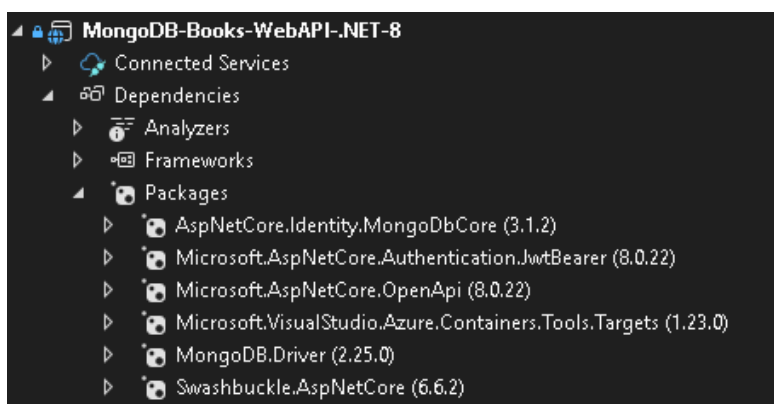 MongoDB-Books-WebAPI-.NET-8
Connected Services
Dependencies
Analyzers
Frameworks
Packages
AspNetCore.Identity.MongoDbCore (3.1.2)
Microsoft.AspNetCore.Authentication.JwtBearer (8.0.22)
Microsoft.AspNetCore.OpenApi (8.0.22)
Microsoft.VisualStudio.Azure.Containers.Tools.Targets (1.23.0)
MongoDB.Driver (2.25.0)
Swashbuckle.AspNetCore (6.6.2)